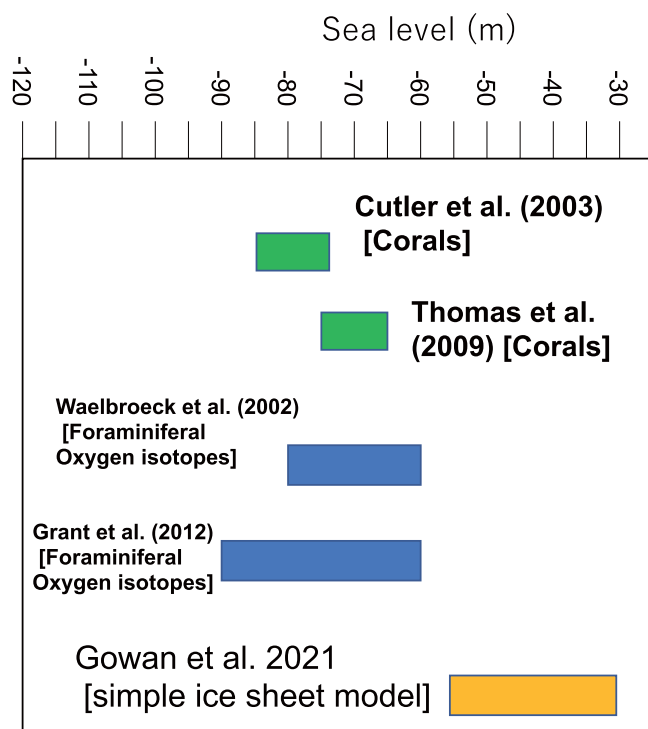 Sea level (m)
-120 -110 -100 -90 -80 -70 -60 -50 -40 -30
Cutler et al. (2003)
[Corals]
Thomas et al.
(2009) [Corals]
Waelbroeck et al. (2002)
[Foraminiferal
Oxygen isotopes]
Grant et al. (2012)
[Foraminiferal
Oxygen isotopes]
Gowan et al. 2021
[simple ice sheet model]